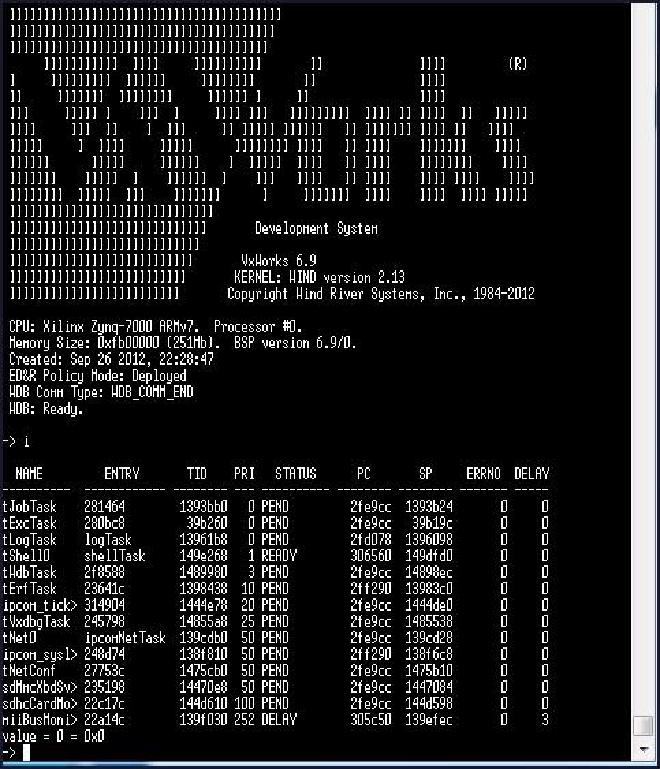 VxWorks (R)
Development System
VxWorks 6.9
KERNEL: WIND version 2.13
Copyright Wind River Systems, Inc., 1984-2012
CPU: Xilinx Zynq-7000 ARMv7.  Processor #0.
Memory Size: 0xfb00000 (251Mb).  BSP version 6.9/0.
Created: Sep 26 2012, 22:28:47
ED&R Policy Mode: Deployed
WDB Comm Type: WDB_COMM_END
WDB: Ready.
-> i
NAME ENTRY TID PRI STATUS PC SP ERRNO DELAY
---------- ------------ -------- --- ---------- -------- -------- ------- -----
tJobTask 281464 1393bb0 0 PEND 2fe9cc 1393b24 0 0
tExcTask 280bc8 39b260 0 PEND 2fe9cc 39b19c 0 0
tLogTask logTask 13961b8 0 PEND 2fd078 1396098 0 0
tShell0 shellTask 149e268 1 READY 306560 149dfd0 0 0
tWdbTask 2f8588 1489980 3 PEND 2fe9cc 14898ec 0 0
tErfTask 23641c 1398438 10 PEND 2ff290 13983c0 0 0
ipcom_tick> 314904 1444e78 20 PEND 2fe9cc 1444de0 0 0
tVxdbgTask 245798 14855a8 25 PEND 2fe9cc 1485538 0 0
tNet0 ipcomNetTask 139cdb0 50 PEND 2fe9cc 139cd28 0 0
ipcom_sysl> 248d74 138f810 50 PEND 2ff290 138f6c8 0 0
tNetConf 27753c 1475cb0 50 PEND 2fe9cc 1475b10 0 0
sdMmcXbdSv> 235198 14470e8 50 PEND 2fe9cc 1447084 0 0
sdhcCardMo> 22c17c 144d610 100 PEND 2fe9cc 144d598 0 0
miiBusMoni> 22a14c 139f030 252 DELAY 305c50 139efec 0 3
value = 0 = 0x0
->